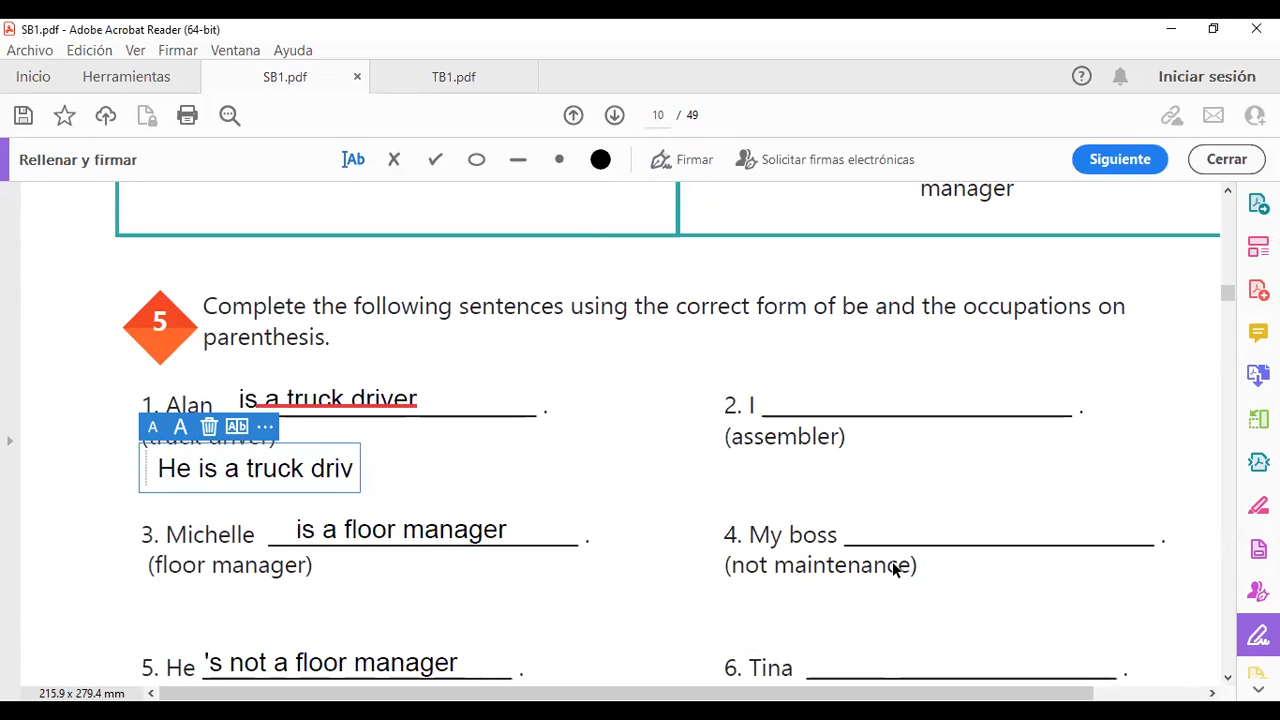 SB1.pdf - Adobe Acrobat Reader (64-bit)
Archivo Edición Ver Firmar Ventana Ayuda
Inicio Herramientas SB1.pdf × TB1.pdf Iniciar sesión
10 / 49
Rellenar y firmar Ab Firmar Solicitar firmas electrónicas Siguiente Cerrar
manager
5 Complete the following sentences using the correct form of be and the occupations on
parenthesis.
1. Alan is a truck driver .
2. I .
A A Ab ...
(truck driver)
(assembler)
He is a truck driv
3. Michelle is a floor manager .
4. My boss .
(floor manager)
(not maintenance)
5. He 's not a floor manager .
6. Tina .
215.9 x 279.4 mm